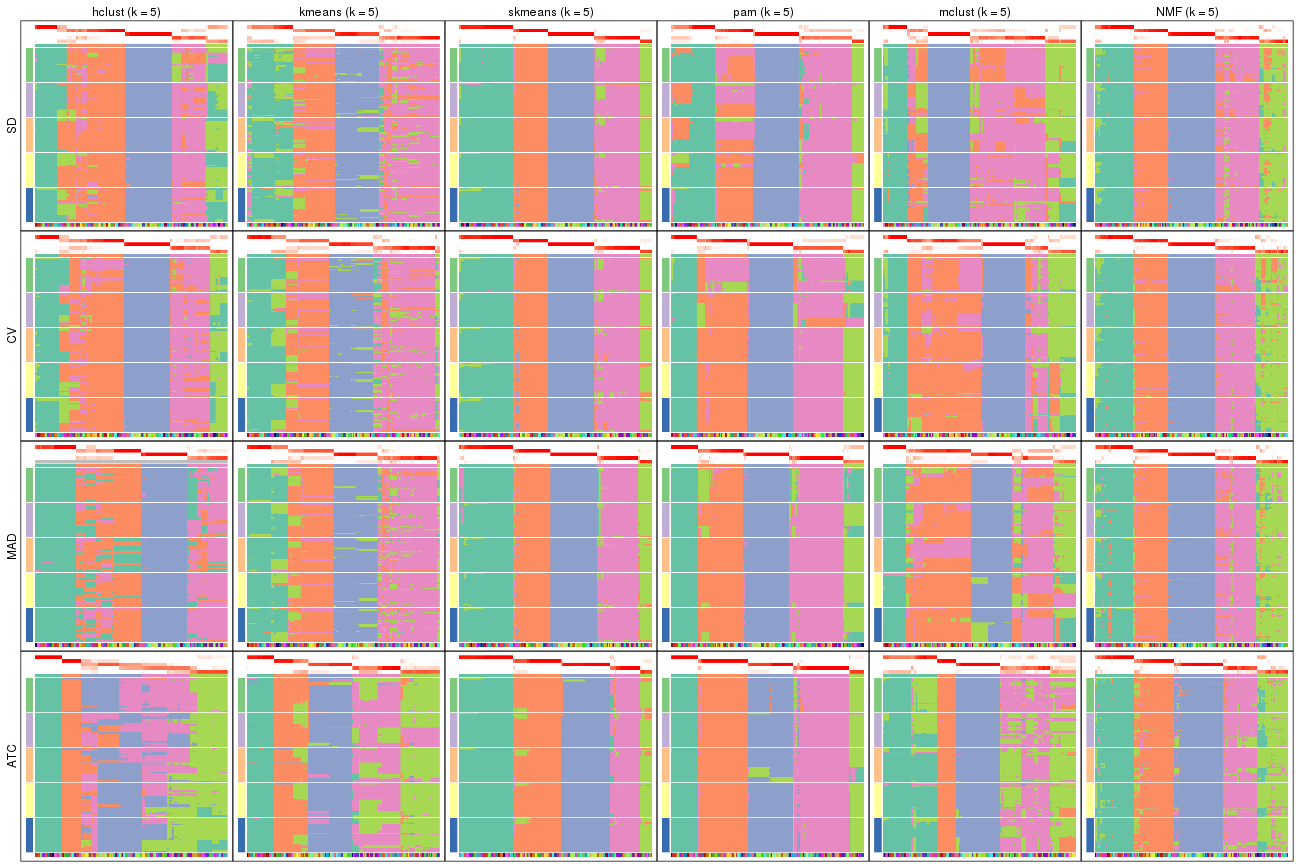 hclust (k = 5) kmeans (k = 5) skmeans (k = 5) pam (k = 5) mclust (k = 5) NMF (k = 5)
SD
CV
MAD
ATC